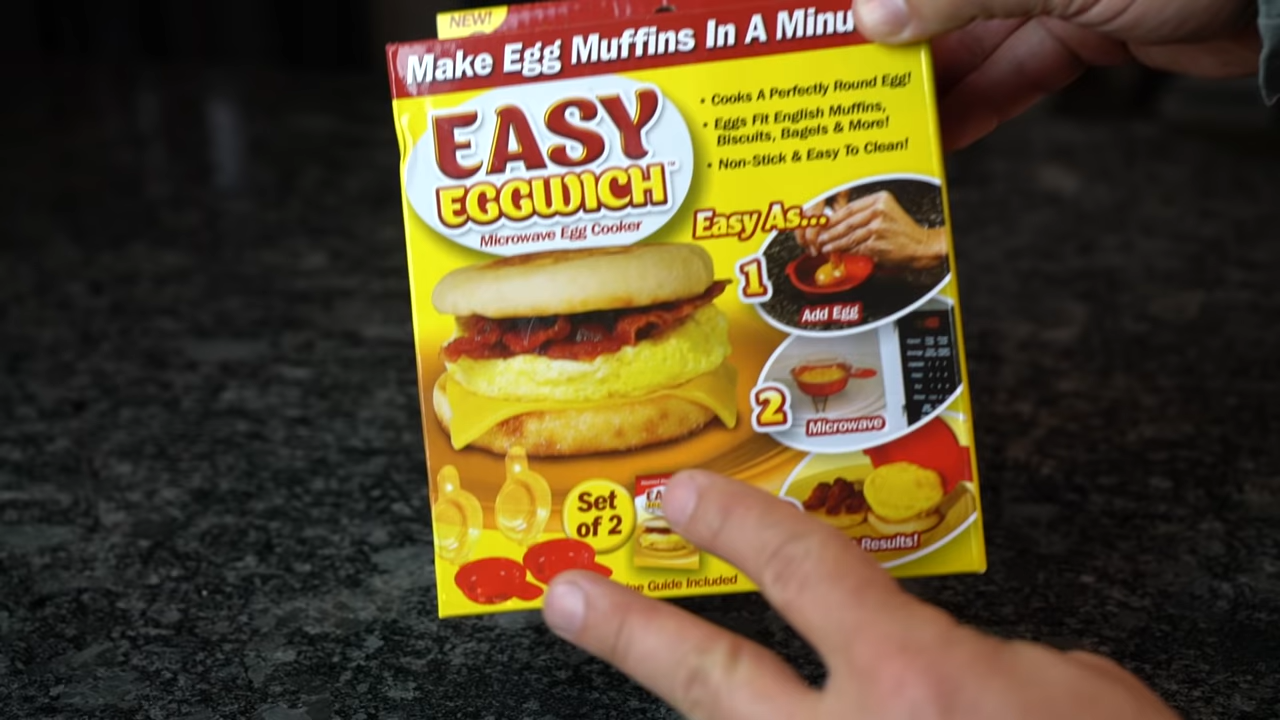 NEW!
Make Egg Muffins In A Minu
EASY
EGGWICH™
Microwave Egg Cooker
• Cooks A Perfectly Round Egg!
• Eggs Fit English Muffins,
Biscuits, Bagels & More!
• Non-Stick & Easy To Clean!
Easy As...
1
Add Egg
2
Microwave
Results!
Set
of 2
EA
Guide Included